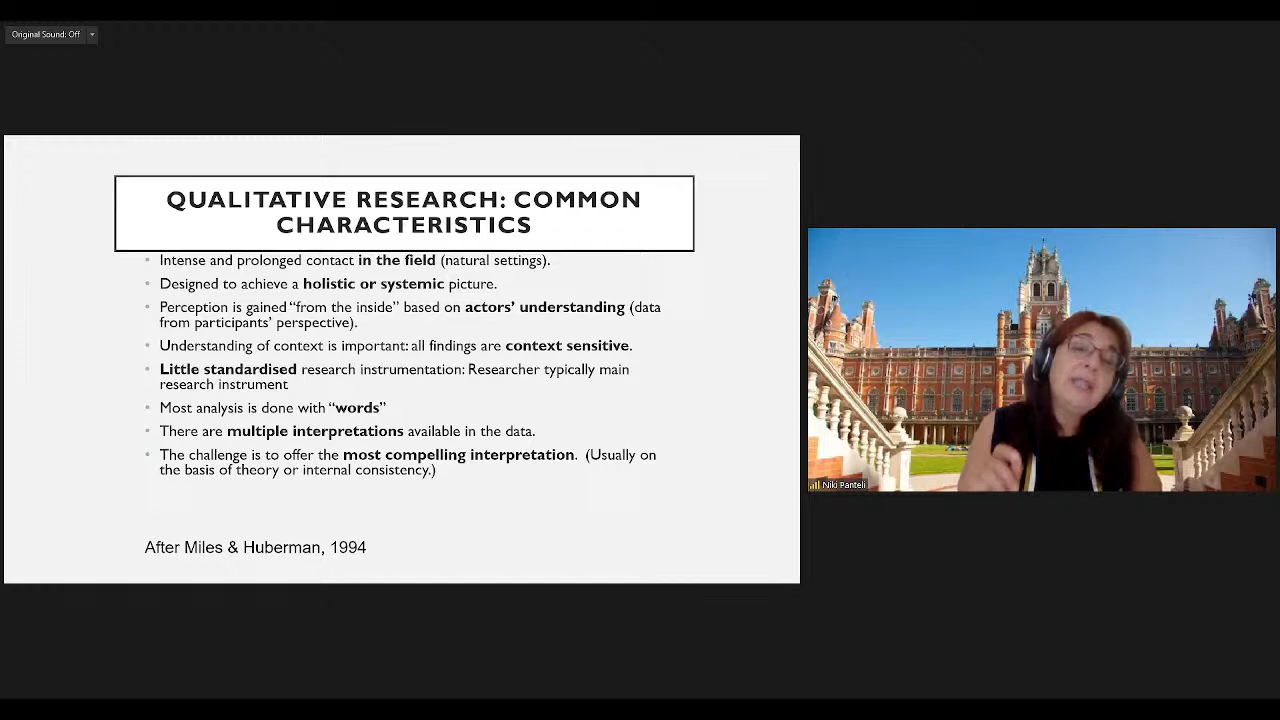 Original Sound: Off
QUALITATIVE RESEARCH: COMMON
CHARACTERISTICS
• Intense and prolonged contact in the field (natural settings).
• Designed to achieve a holistic or systemic picture.
• Perception is gained “from the inside” based on actors’ understanding (data
from participants’ perspective).
• Understanding of context is important: all findings are context sensitive.
• Little standardised research instrumentation: Researcher typically main
research instrument
• Most analysis is done with “words”
• There are multiple interpretations available in the data.
• The challenge is to offer the most compelling interpretation. (Usually on
the basis of theory or internal consistency.)
After Miles & Huberman, 1994
Niki Panteli